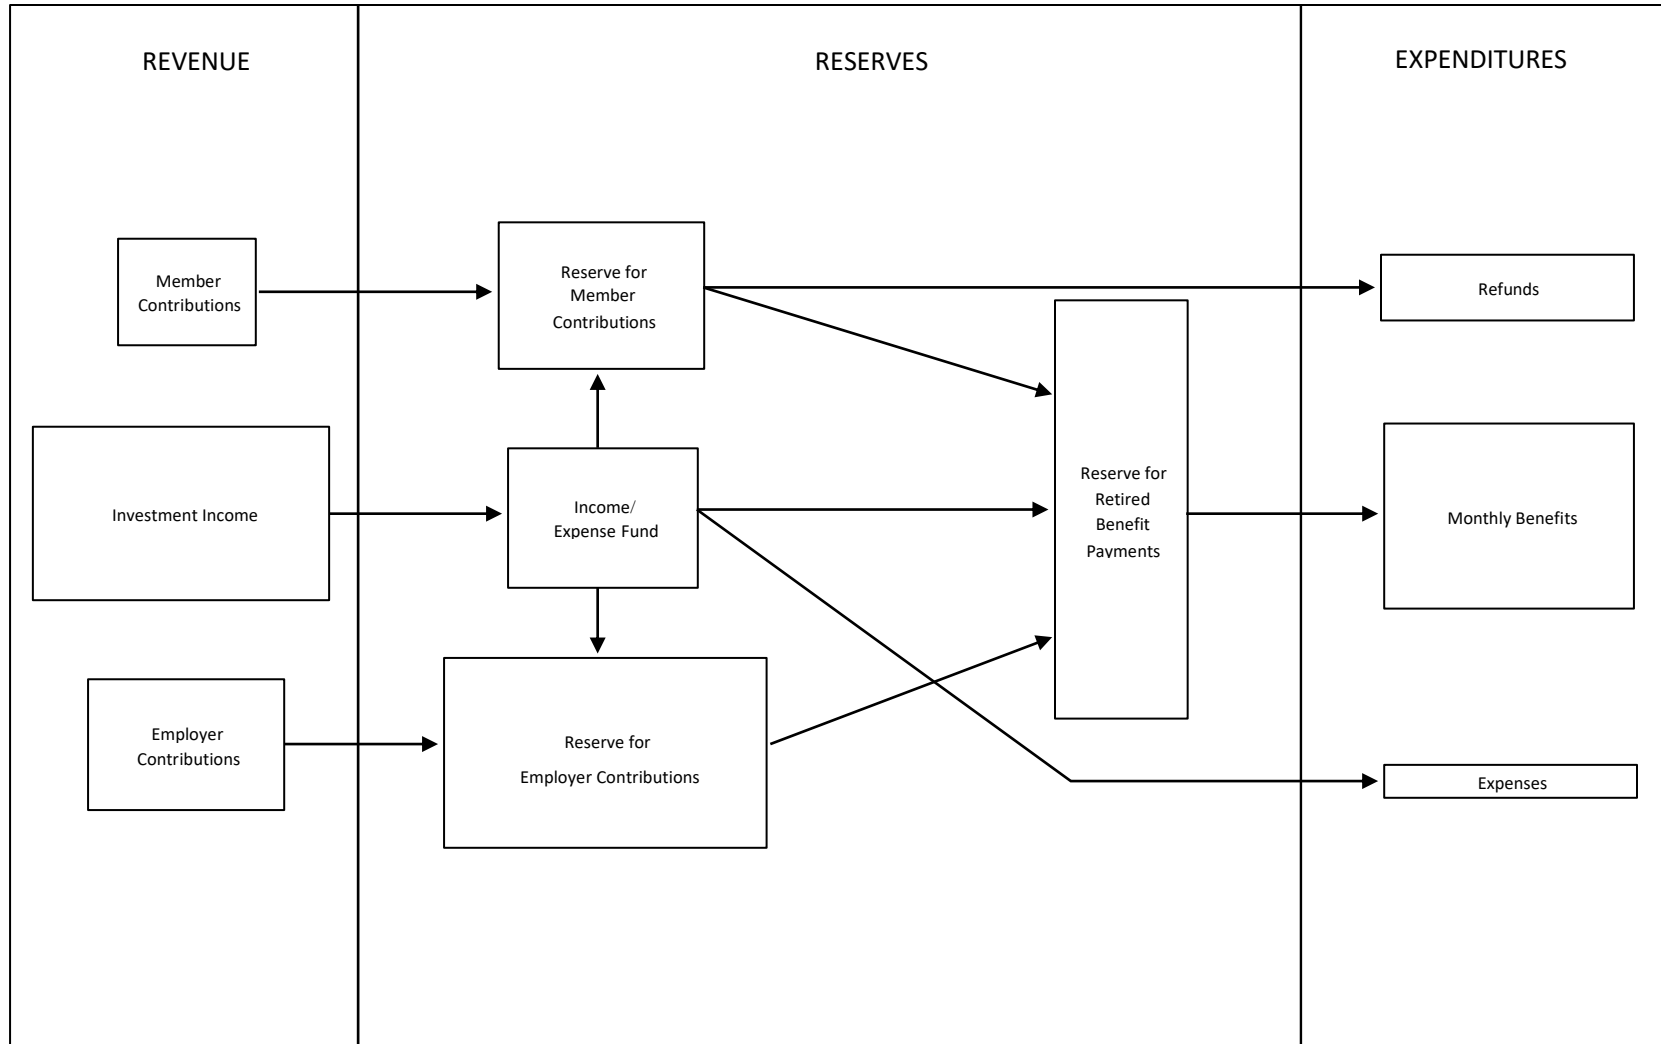 REVENUE
RESERVES
EXPENDITURES
Member
Contributions
Reserve for
Member
Contributions
Refunds
Investment Income
Income/
Expense Fund
Reserve for
Retired
Benefit
Payments
Monthly Benefits
Employer
Contributions
Reserve for
Employer Contributions
Expenses